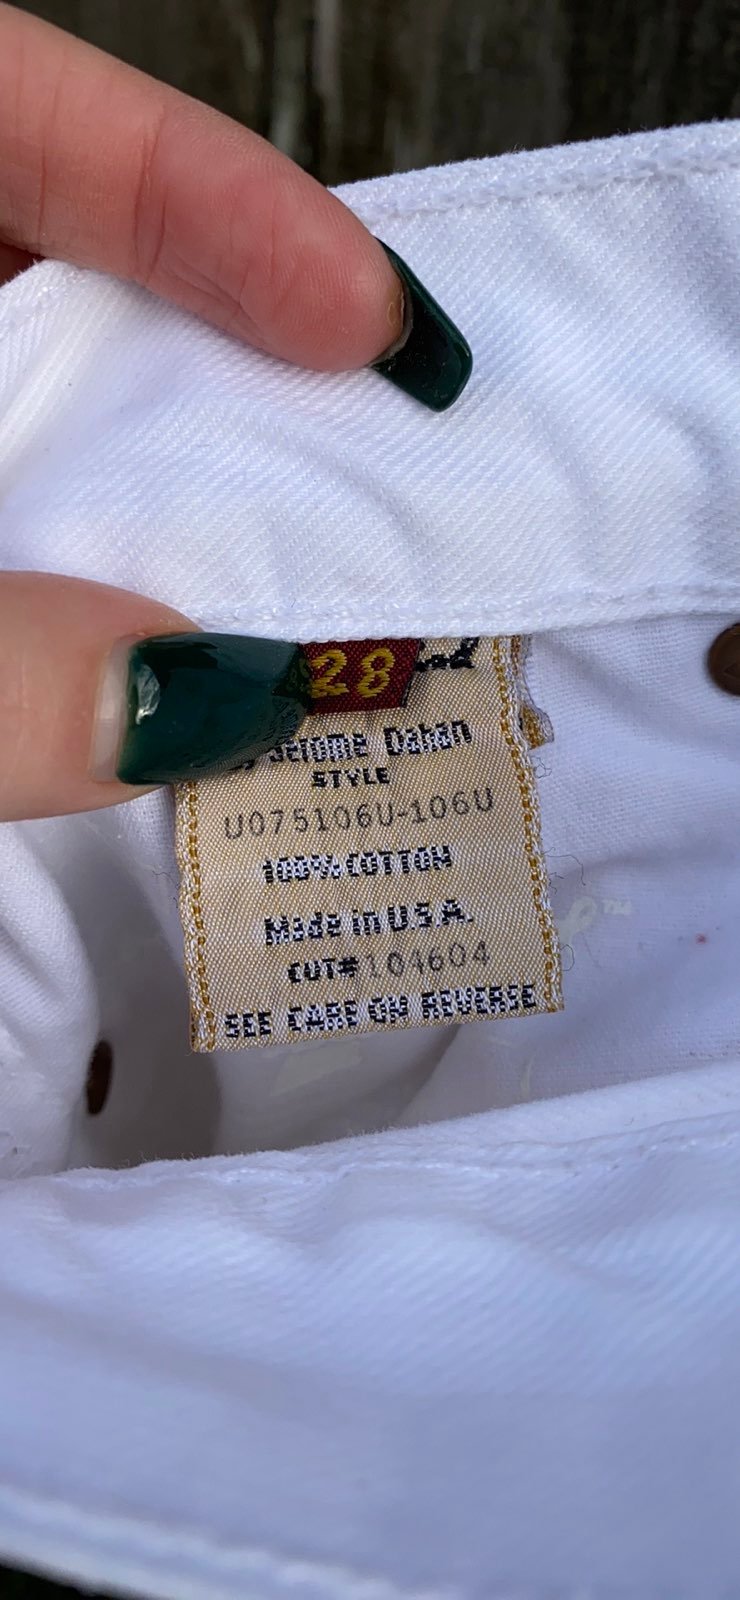 28
Jerome Dahan
STYLE
U075106U-106U
100% COTTON
Made in U.S.A.
CUT# 104604
SEE CARE ON REVERSE